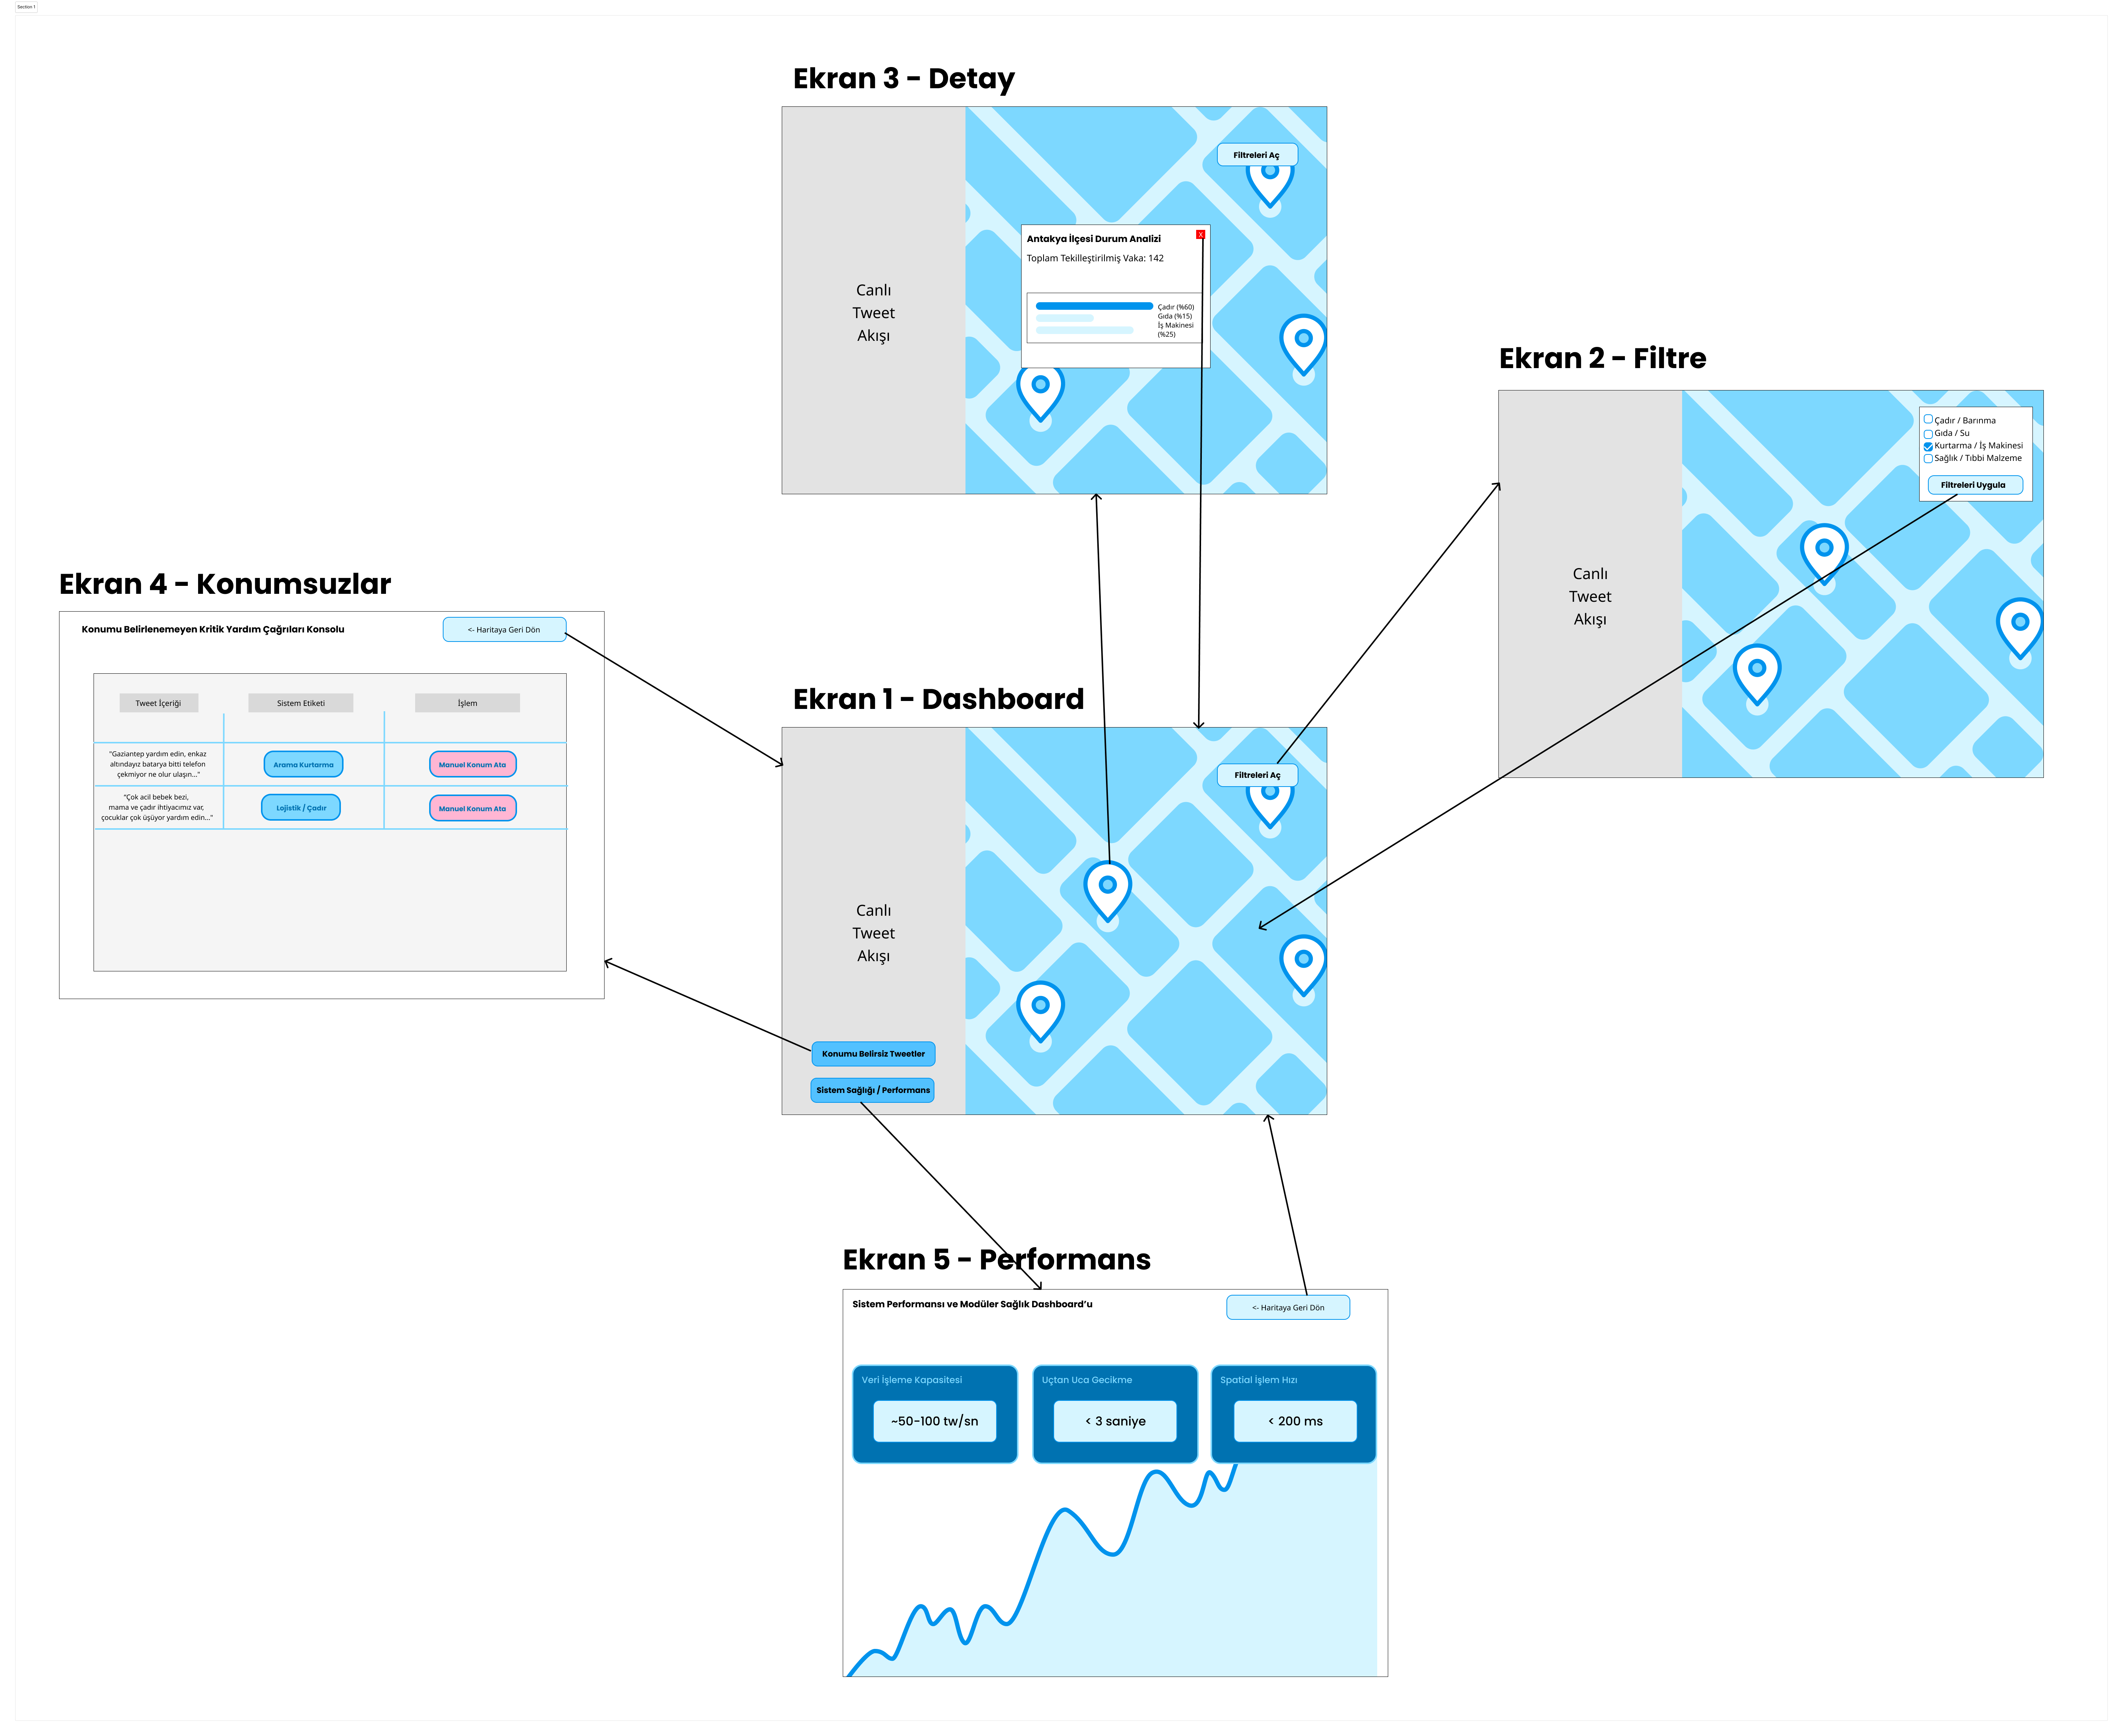 Section 1
Ekran 3 - Detay
Filtreleri Aç
Antakya İlçesi Durum Analizi
X
Toplam Tekilleştirilmiş Vaka: 142
Çadır (%60)
Gıda (%15)
İş Makinesi
(%25)
Canlı
Tweet
Akışı
Ekran 2 - Filtre
Çadır / Barınma
Gıda / Su
Kurtarma / İş Makinesi
Sağlık / Tıbbi Malzeme
Filtreleri Uygula
Canlı
Tweet
Akışı
Ekran 4 - Konumsuzlar
Konumu Belirlenemeyen Kritik Yardım Çağrıları Konsolu
<- Haritaya Geri Dön
Tweet İçeriği
Sistem Etiketi
İşlem
"Gaziantep yardım edin, enkaz
altındayız batarya bitti telefon
çekmiyor ne olur ulaşın..."
Arama Kurtarma
Manuel Konum Ata
"Çok acil bebek bezi,
mama ve çadır ihtiyacımız var,
çocuklar çok üşüyor yardım edin..."
Lojistik / Çadır
Manuel Konum Ata
Ekran 1 - Dashboard
Filtreleri Aç
Canlı
Tweet
Akışı
Konumu Belirsiz Tweetler
Sistem Sağlığı / Performans
Ekran 5 - Performans
Sistem Performansı ve Modüler Sağlık Dashboard'u
<- Haritaya Geri Dön
Veri İşleme Kapasitesi
~50-100 tw/sn
Uçtan Uca Gecikme
< 3 saniye
Spatial İşlem Hızı
< 200 ms